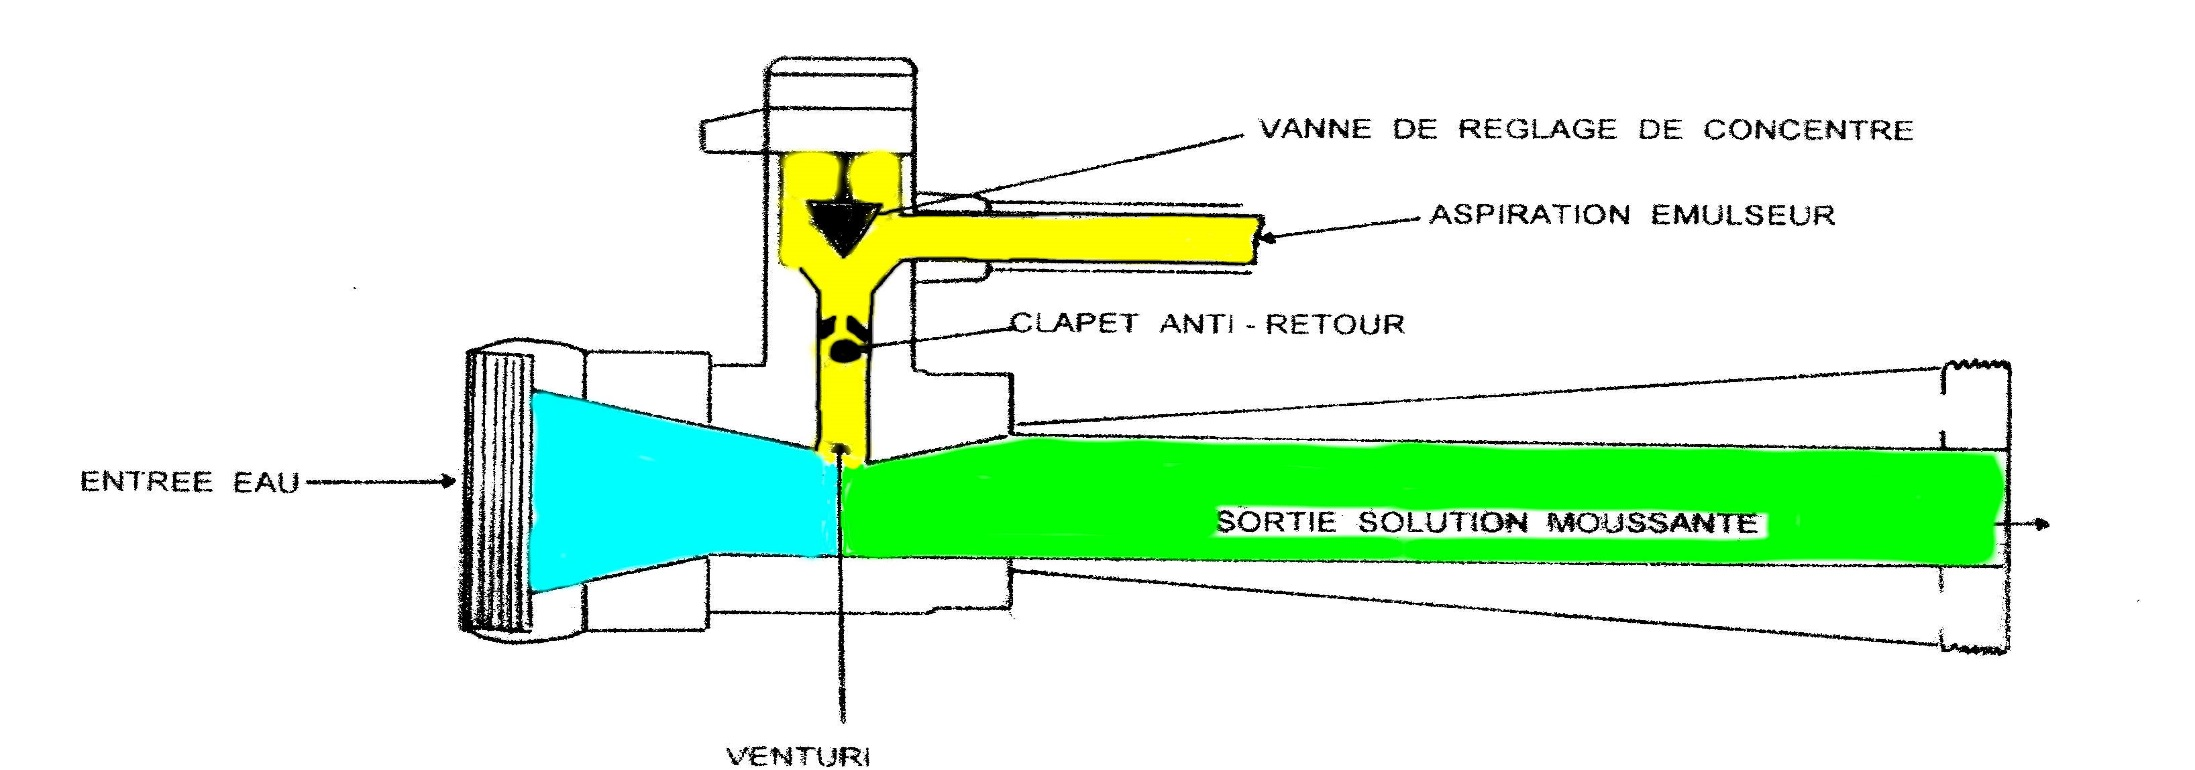 VANNE DE REGLAGE DE CONCENTRE
ASPIRATION EMULSEUR
CLAPET ANTI-RETOUR
ENTREE EAU
SORTIE SOLUTION MOUSSANTE
VENTURI